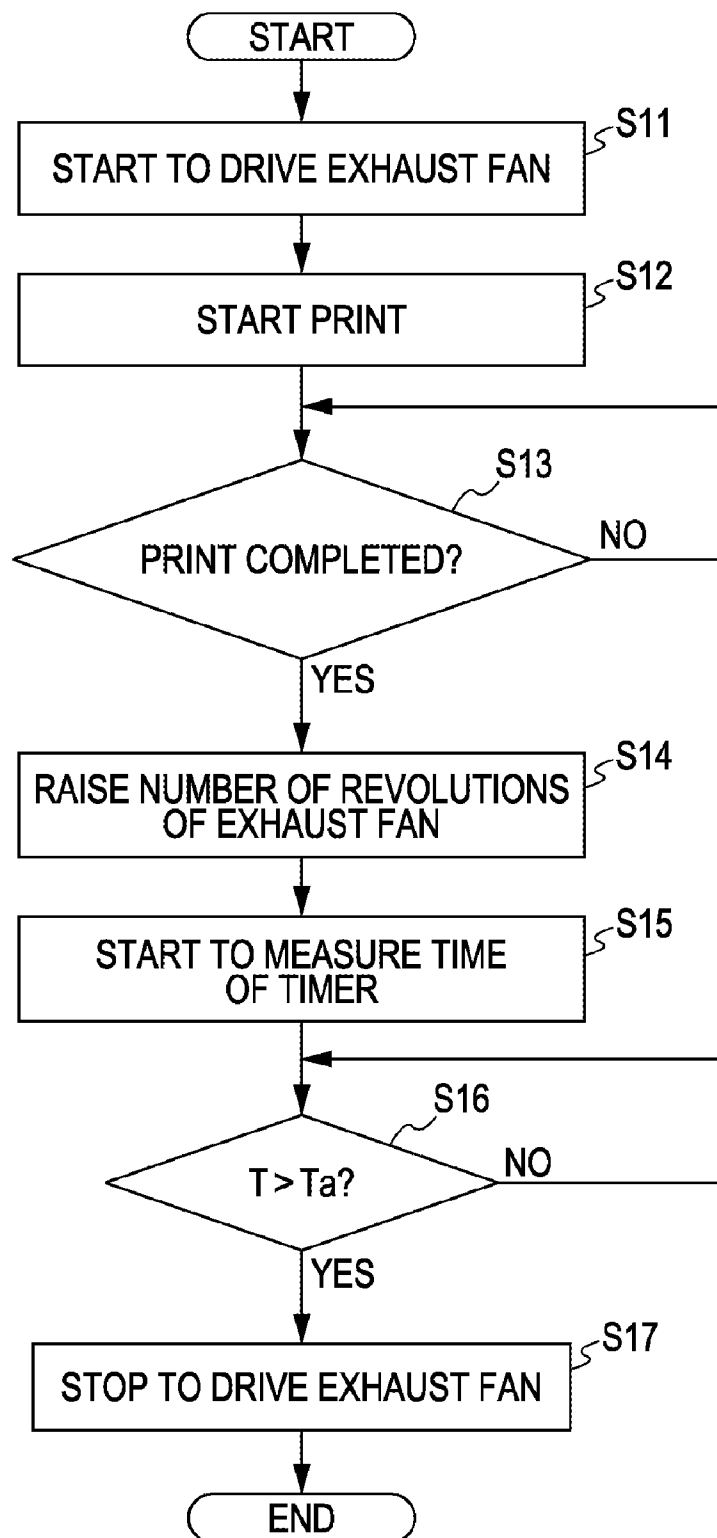 START
S11
START TO DRIVE EXHAUST FAN
S12
START PRINT
S13
PRINT COMPLETED?
NO
YES
S14
RAISE NUMBER OF REVOLUTIONS
OF EXHAUST FAN
S15
START TO MEASURE TIME
OF TIMER
S16
T > Ta?
NO
YES
S17
STOP TO DRIVE EXHAUST FAN
END